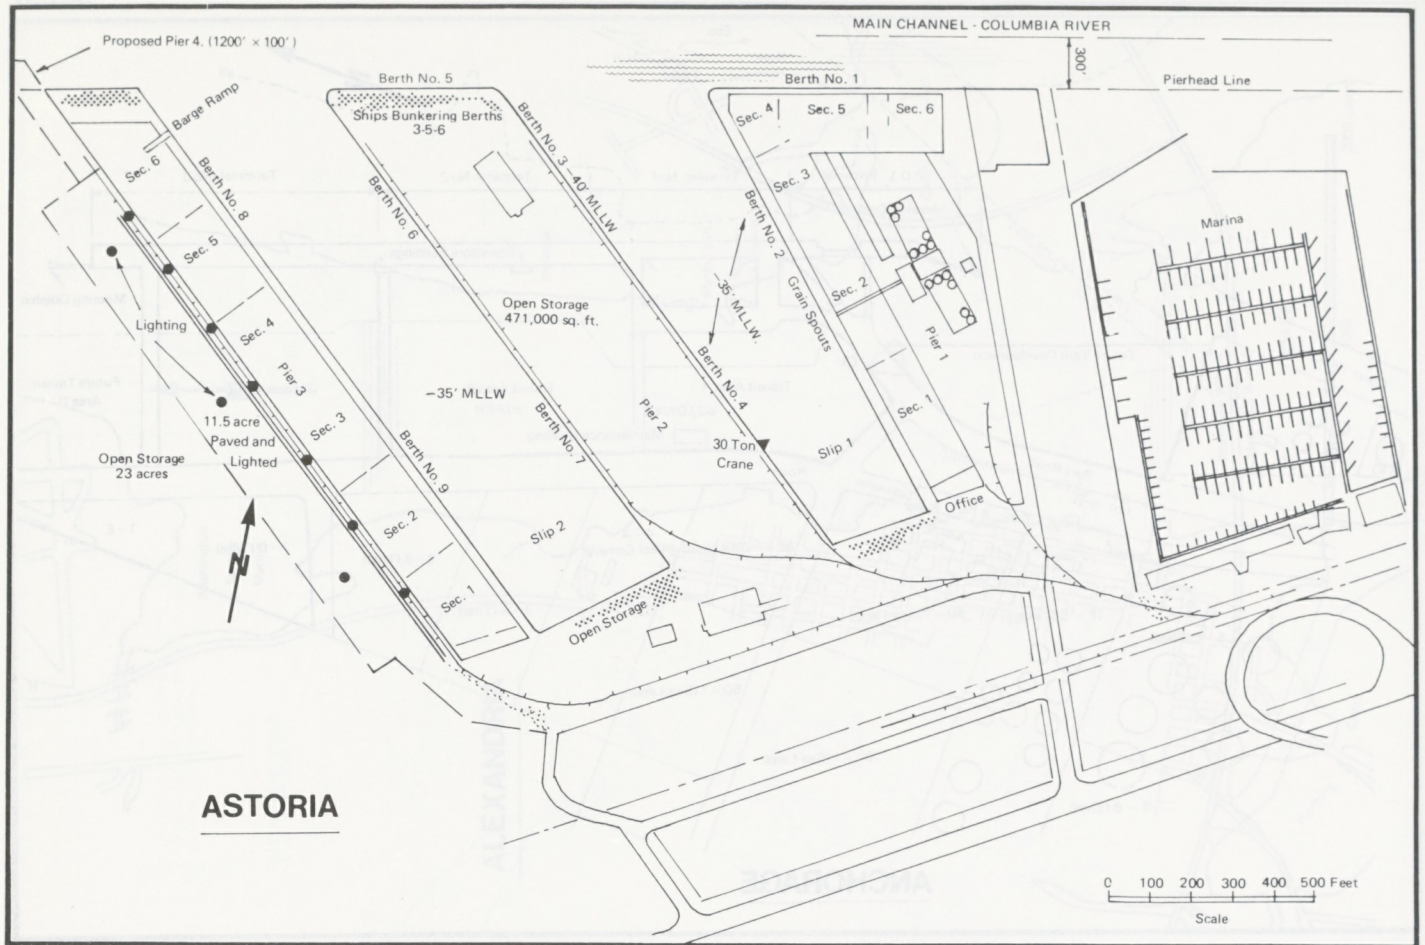 MAIN CHANNEL - COLUMBIA RIVER
Proposed Pier 4. (1200' × 100')
300'
Berth No. 5
Berth No. 1
Pierhead Line
Barge Ramp
Ships Bunkering Berths
3-5-6
Sec. 4
Sec. 5
Sec. 6
Berth No. 3 -40' MLLW
Sec. 6
Berth No. 8
Berth No. 6
Sec. 3
Berth No. 2
Marina
Sec. 5
-35' MLLW.
Sec. 2
Grain Spouts
Open Storage
471,000 sq. ft.
Lighting
Sec. 4
Pier 1
Pier 3
Berth No. 4
-35' MLLW
Sec. 1
11.5 acre
Paved and
Lighted
Sec. 3
Berth No. 7
Pier 2
30 Ton
Crane
Slip 1
Open Storage
23 acres
Berth No. 9
Office
N
Sec. 2
Slip 2
Sec. 1
Open Storage
ASTORIA
0 100 200 300 400 500 Feet
Scale